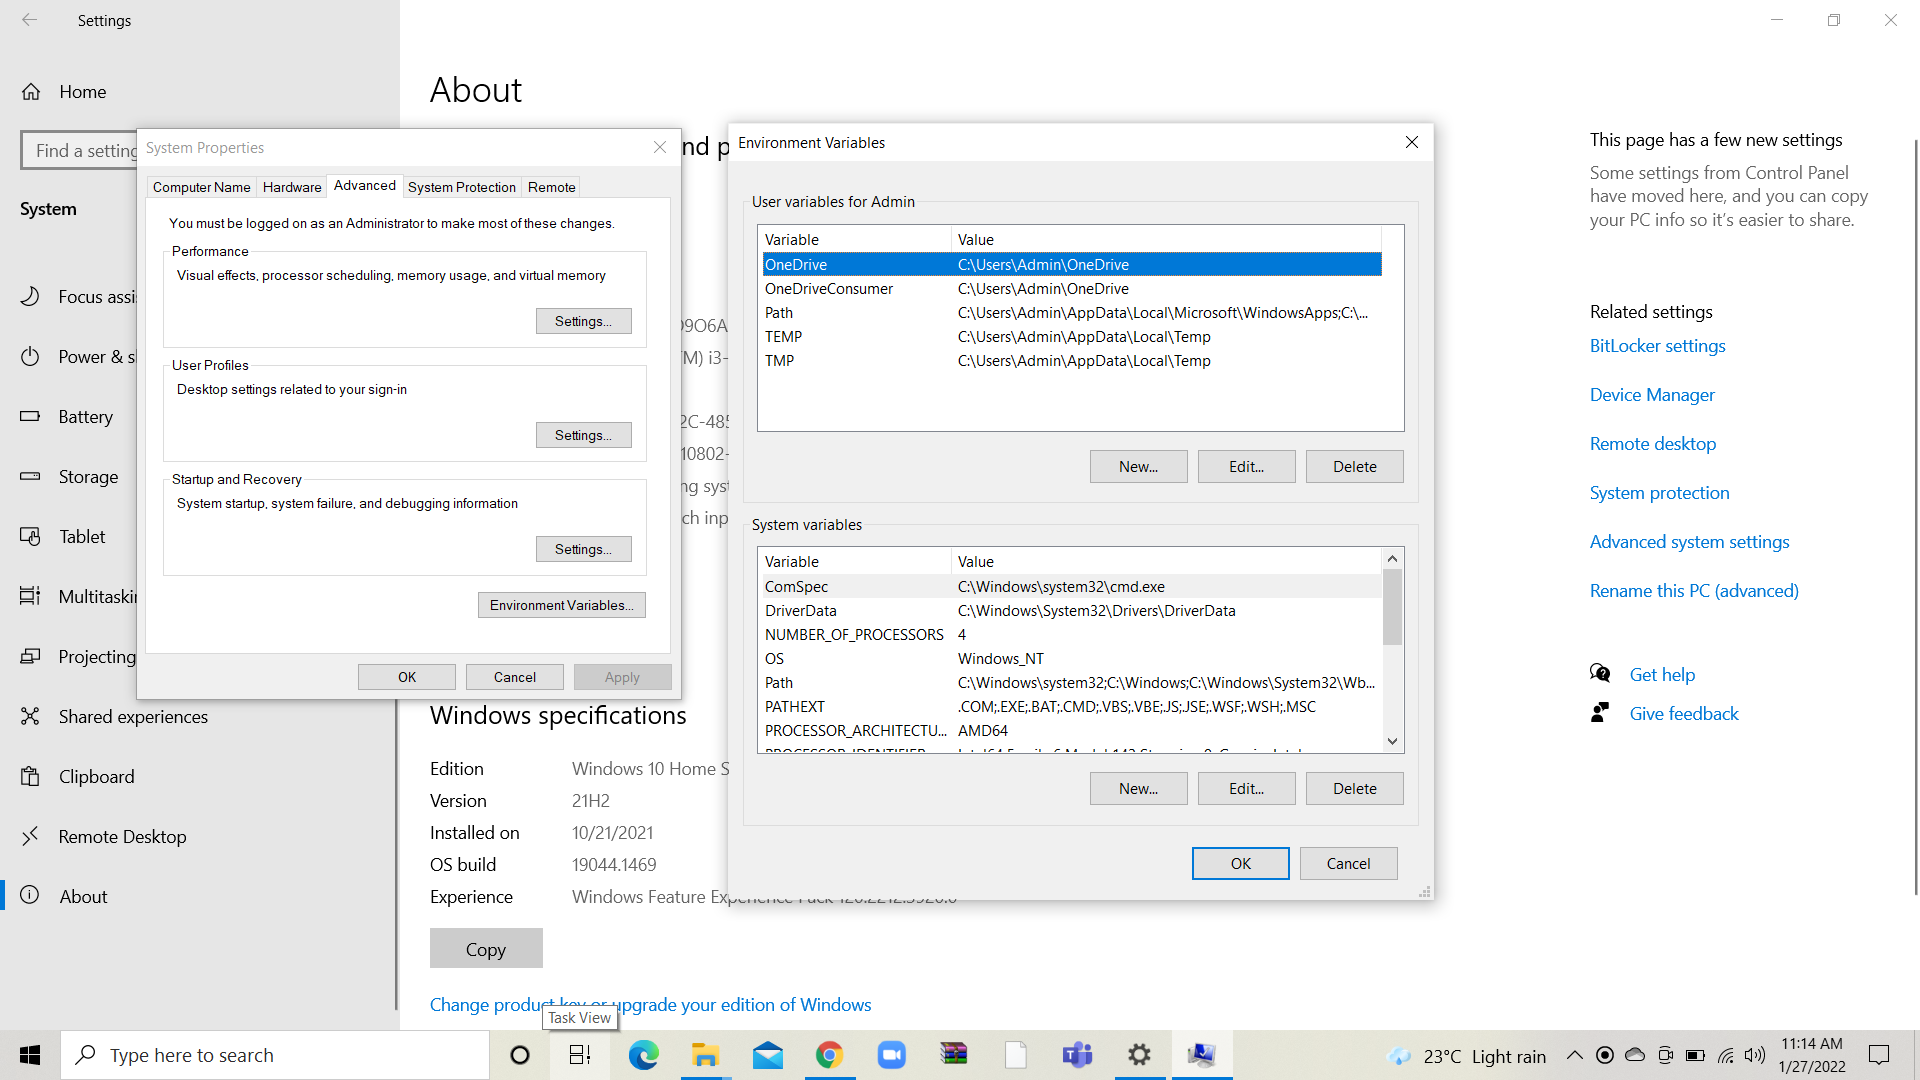 Settings
Home
Find a setting
System
Focus assi
Power & s
Battery
Storage
Tablet
Multitaskin
Projecting
Shared experiences
Clipboard
Remote Desktop
About
About
nd p
D9O6A
M) i3-
2C-485
10802-
ng syst
ch inp
Windows specifications
Edition Windows 10 Home S
Version 21H2
Installed on 10/21/2021
OS build 19044.1469
Experience Windows Feature Experience Pack
Copy
Change product key or upgrade your edition of Windows
Task View
System Properties
Computer Name Hardware Advanced System Protection Remote
You must be logged on as an Administrator to make most of these changes.
Performance
Visual effects, processor scheduling, memory usage, and virtual memory
Settings...
User Profiles
Desktop settings related to your sign-in
Settings...
Startup and Recovery
System startup, system failure, and debugging information
Settings...
Environment Variables...
OK Cancel Apply
Environment Variables
User variables for Admin
Variable Value
OneDrive C:\Users\Admin\OneDrive
OneDriveConsumer C:\Users\Admin\OneDrive
Path C:\Users\Admin\AppData\Local\Microsoft\WindowsApps;C:\...
TEMP C:\Users\Admin\AppData\Local\Temp
TMP C:\Users\Admin\AppData\Local\Temp
New... Edit... Delete
System variables
Variable Value
ComSpec C:\Windows\system32\cmd.exe
DriverData C:\Windows\System32\Drivers\DriverData
NUMBER_OF_PROCESSORS 4
OS Windows_NT
Path C:\Windows\system32;C:\Windows;C:\Windows\System32\Wb...
PATHEXT .COM;.EXE;.BAT;.CMD;.VBS;.VBE;.JS;.JSE;.WSF;.WSH;.MSC
PROCESSOR_ARCHITECTU... AMD64
New... Edit... Delete
OK Cancel
This page has a few new settings
Some settings from Control Panel
have moved here, and you can copy
your PC info so it's easier to share.
Related settings
BitLocker settings
Device Manager
Remote desktop
System protection
Advanced system settings
Rename this PC (advanced)
Get help
Give feedback
Type here to search
23°C Light rain
11:14 AM
1/27/2022